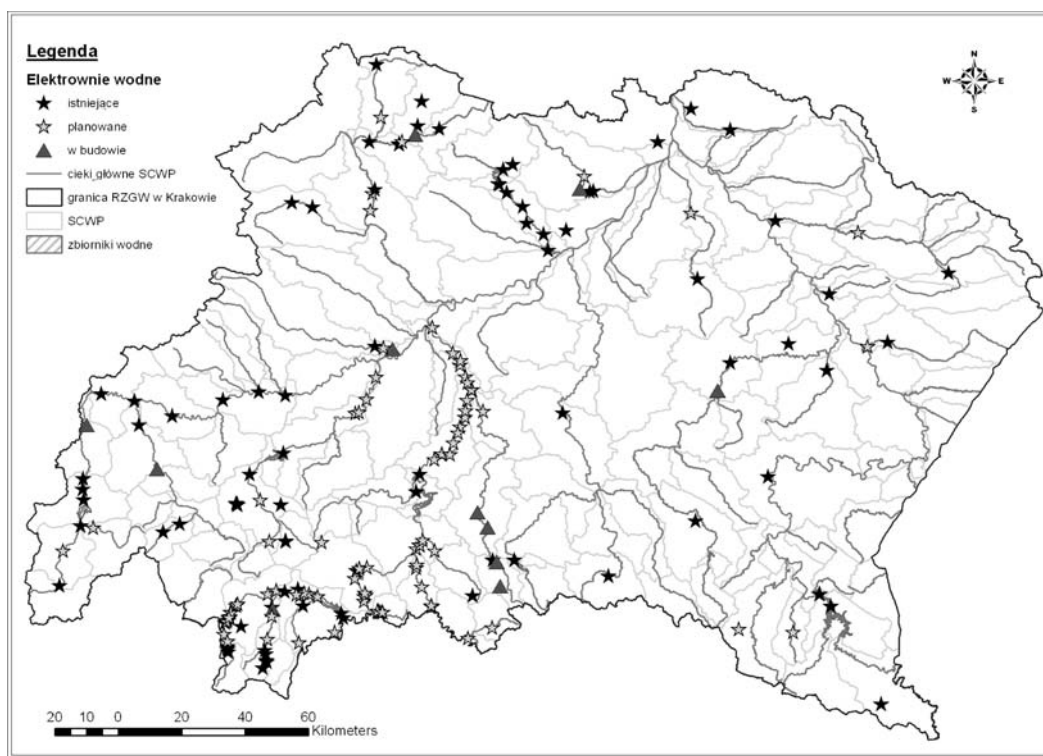 Legenda
Elektrownie wodne
istniejące
planowane
w budowie
cieki_główne SCWP
granica RZGW w Krakowie
SCWP
zbiorniki wodne
N
W E
S
20 10 0 20 40 60
Kilometers